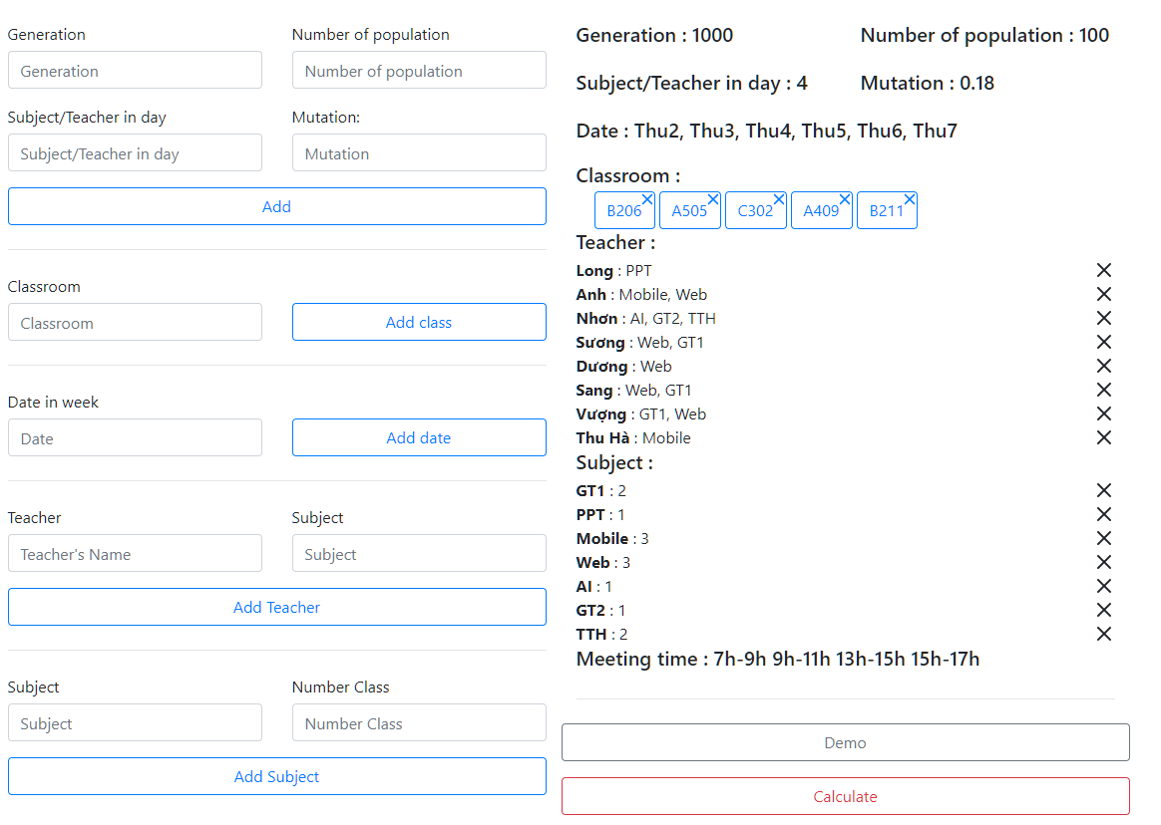 Generation
Number of population
Generation
Number of population
Subject/Teacher in day
Mutation:
Subject/Teacher in day
Mutation
Add
Classroom
Classroom
Add class
Date in week
Date
Add date
Teacher
Subject
Teacher's Name
Subject
Add Teacher
Subject
Number Class
Subject
Number Class
Add Subject
Generation : 1000
Number of population : 100
Subject/Teacher in day : 4
Mutation : 0.18
Date : Thu2, Thu3, Thu4, Thu5, Thu6, Thu7
Classroom :
B206 A505 C302 A409 B211
Teacher :
Long : PPT
Anh : Mobile, Web
Nhơn : AI, GT2, TTH
Sương : Web, GT1
Dương : Web
Sang : Web, GT1
Vượng : GT1, Web
Thu Hà : Mobile
Subject :
GT1 : 2
PPT : 1
Mobile : 3
Web : 3
AI : 1
GT2 : 1
TTH : 2
Meeting time : 7h-9h 9h-11h 13h-15h 15h-17h
Demo
Calculate